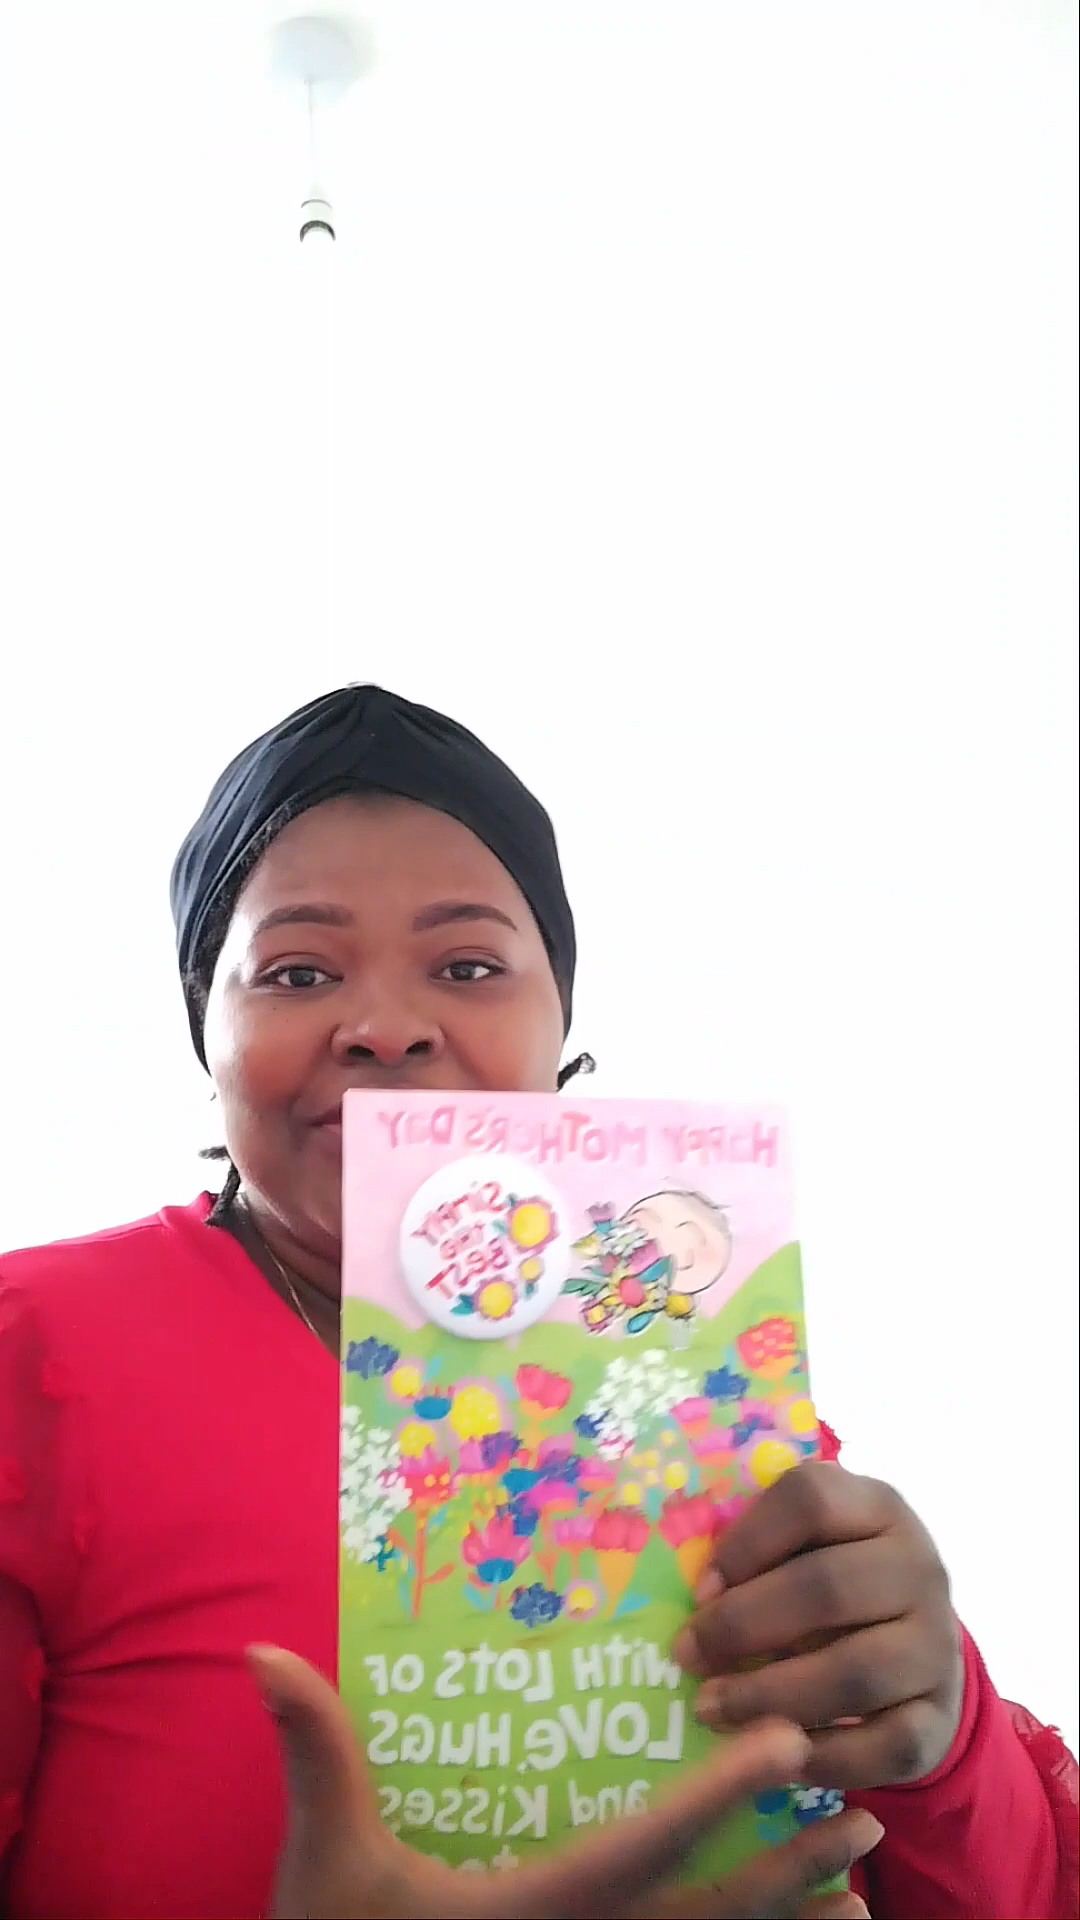 HAPPY MOTHER'S DAY
SIMPLY
THE
BEST
WITH LOTS OF
LOVE, HUGS
and Kisses